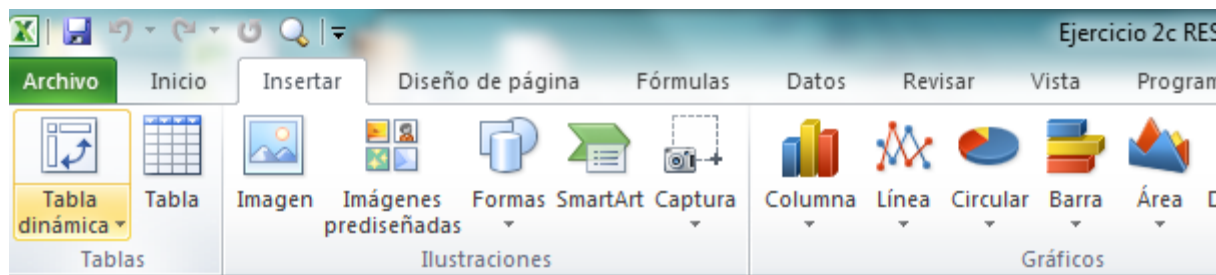 Ejercicio 2c RES
Archivo Inicio Insertar Diseño de página Fórmulas Datos Revisar Vista Program
Tabla dinámica Tabla Imagen Imágenes prediseñadas Formas SmartArt Captura Columna Línea Circular Barra Área D
Tablas Ilustraciones Gráficos